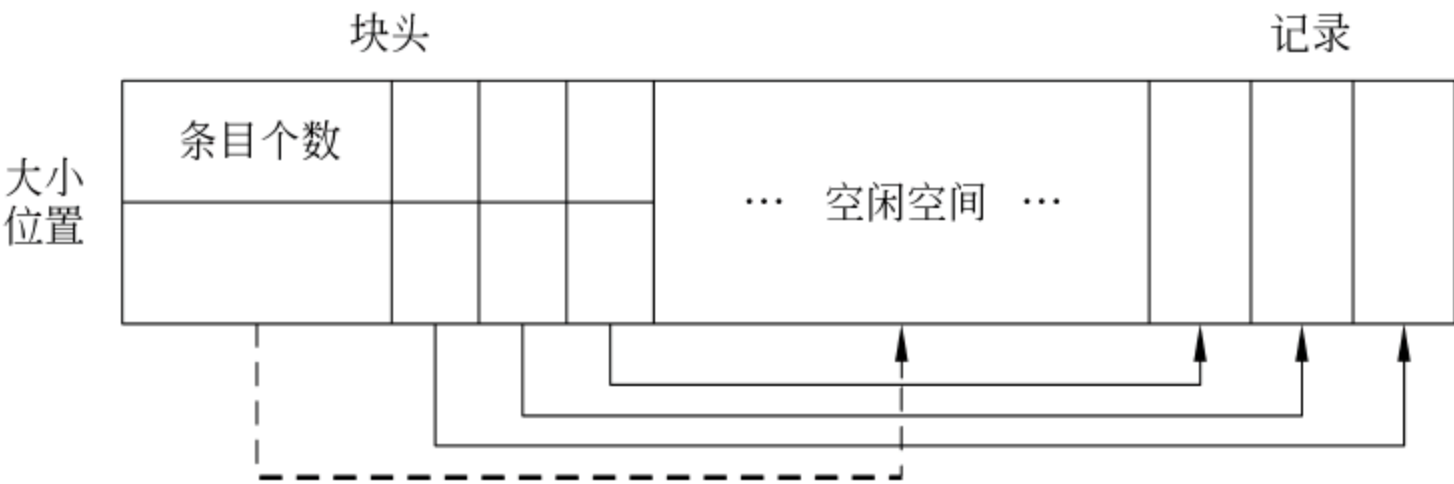 块头
记录
条目个数
大小
位置
… 空闲空间 …